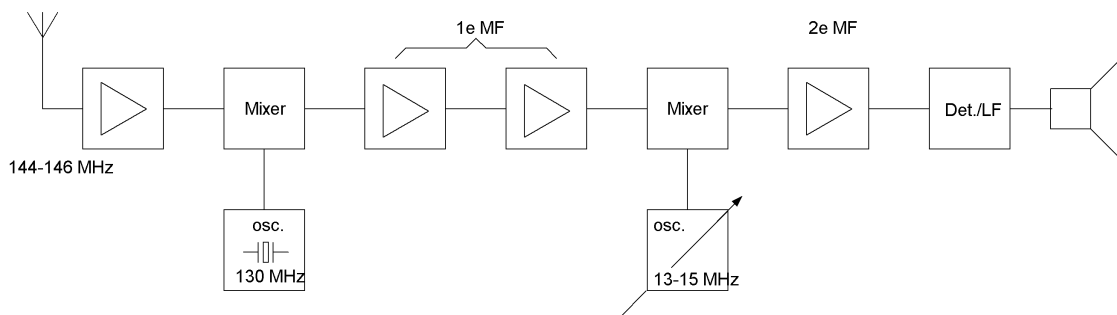 1e MF
2e MF
Mixer
Mixer
Det./LF
144-146 MHz
osc.
130 MHz
osc.
13-15 MHz